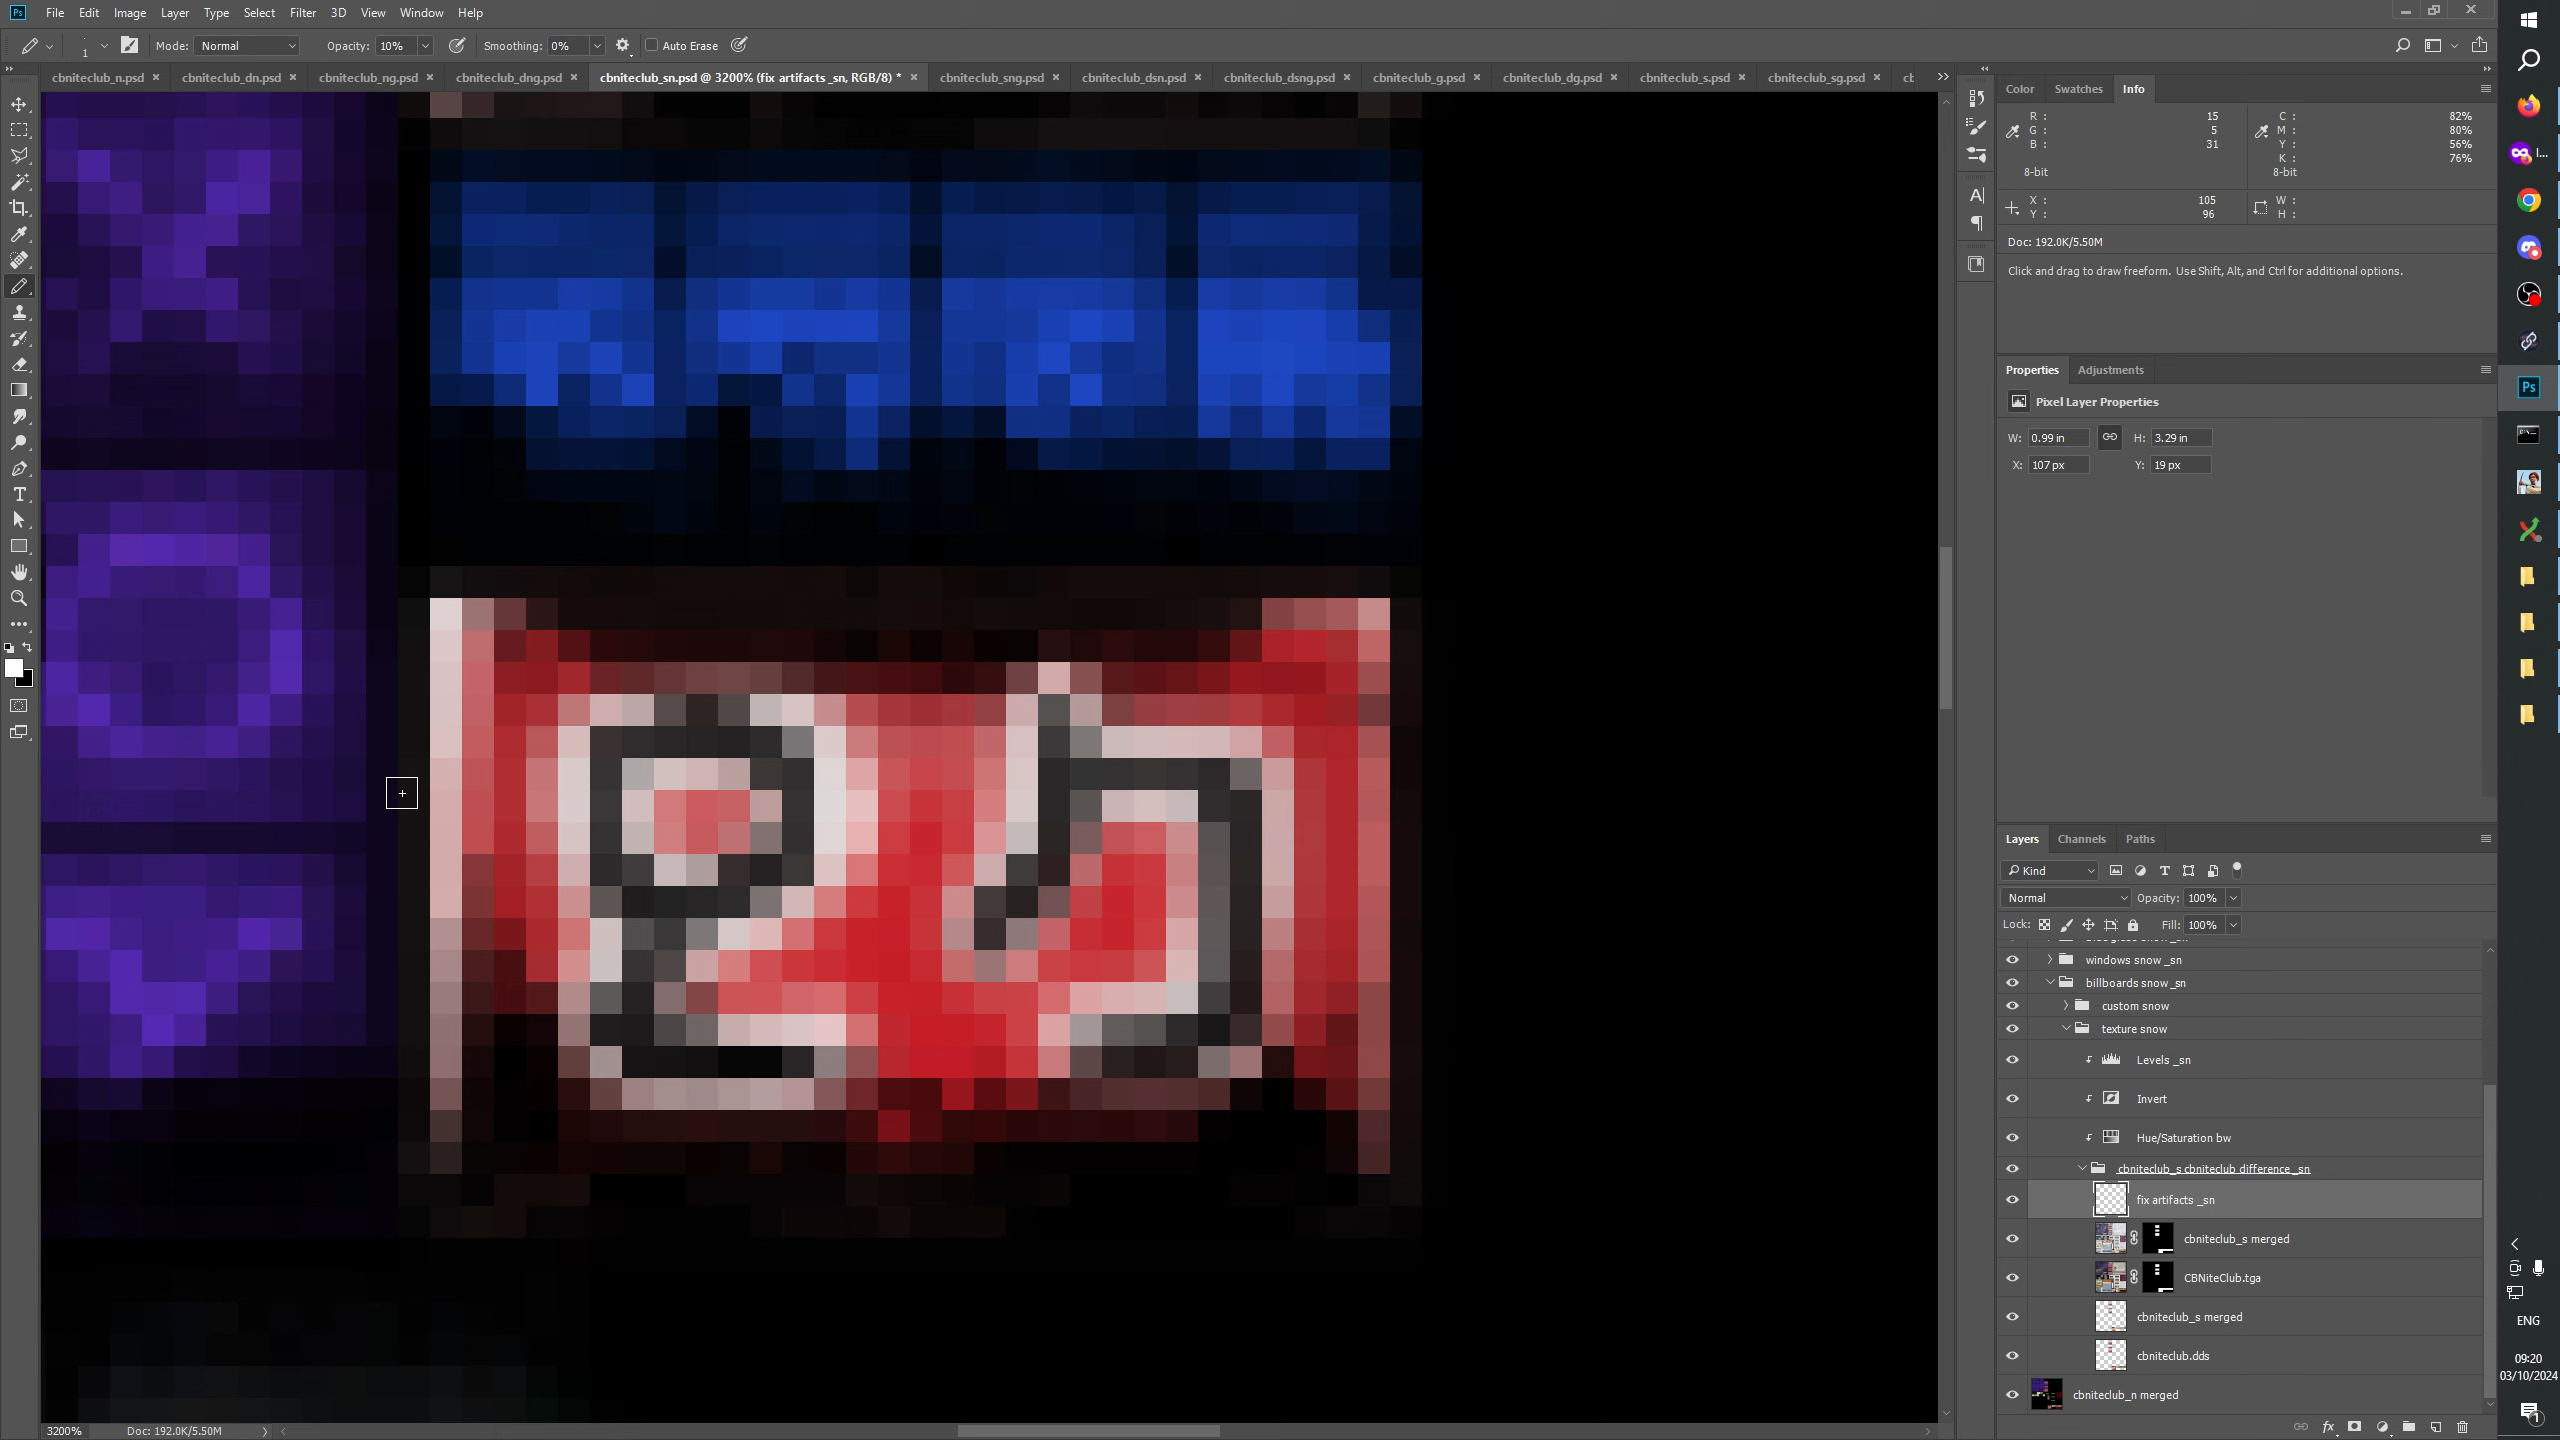 Ps File Edit Image Layer Type Select Filter 3D View Window Help
1 Mode: Normal Opacity: 10% Smoothing: 0% Auto Erase
cbniteclub_n.psd × cbniteclub_dn.psd × cbniteclub_ng.psd × cbniteclub_dng.psd × cbniteclub_sn.psd @ 3200% (fix artifacts _sn, RGB/8) * × cbniteclub_sng.psd × cbniteclub_dsn.psd × cbniteclub_dsng.psd × cbniteclub_g.psd × cbniteclub_dg.psd × cbniteclub_s.psd × cbniteclub_sg.psd × cb
Color Swatches Info
R : 15 C : 82%
G : 5 M : 80%
B : 31 Y : 56%
K : 76%
8-bit 8-bit
X : 105 W :
Y : 96 H :
Doc: 192.0K/5.50M
Click and drag to draw freeform. Use Shift, Alt, and Ctrl for additional options.
Properties Adjustments
Pixel Layer Properties
W: 0.99 in H: 3.29 in
X: 107 px Y: 19 px
Layers Channels Paths
Kind
Normal Opacity: 100%
Lock: Fill: 100%
windows snow _sn
billboards snow _sn
custom snow
texture snow
Levels _sn
Invert
Hue/Saturation bw
cbniteclub_s cbniteclub difference _sn
fix artifacts _sn
cbniteclub_s merged
CBNiteClub.tga
cbniteclub_s merged
cbniteclub.dds
cbniteclub_n merged
3200% Doc: 192.0K/5.50M
fx
I...
Ps
ENG
09:20
03/10/2024
1